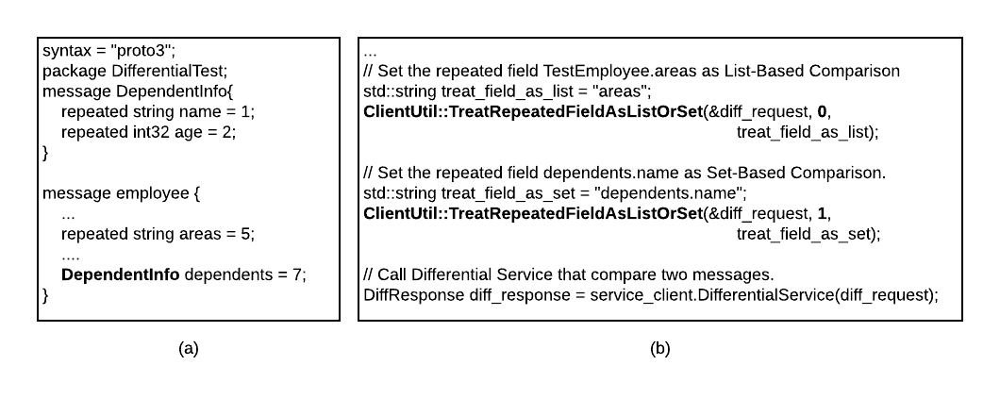 syntax = "proto3";
package DifferentialTest;
message DependentInfo{
repeated string name = 1;
repeated int32 age = 2;
}
message employee {
...
repeated string areas = 5;
....
DependentInfo dependents = 7;
}
(a)
...
// Set the repeated field TestEmployee.areas as List-Based Comparison
std::string treat_field_as_list = "areas";
ClientUtil::TreatRepeatedFieldAsListOrSet(&diff_request, 0,
treat_field_as_list);
// Set the repeated field dependents.name as Set-Based Comparison.
std::string treat_field_as_set = "dependents.name";
ClientUtil::TreatRepeatedFieldAsListOrSet(&diff_request, 1,
treat_field_as_set);
// Call Differential Service that compare two messages.
DiffResponse diff_response = service_client.DifferentialService(diff_request);
(b)